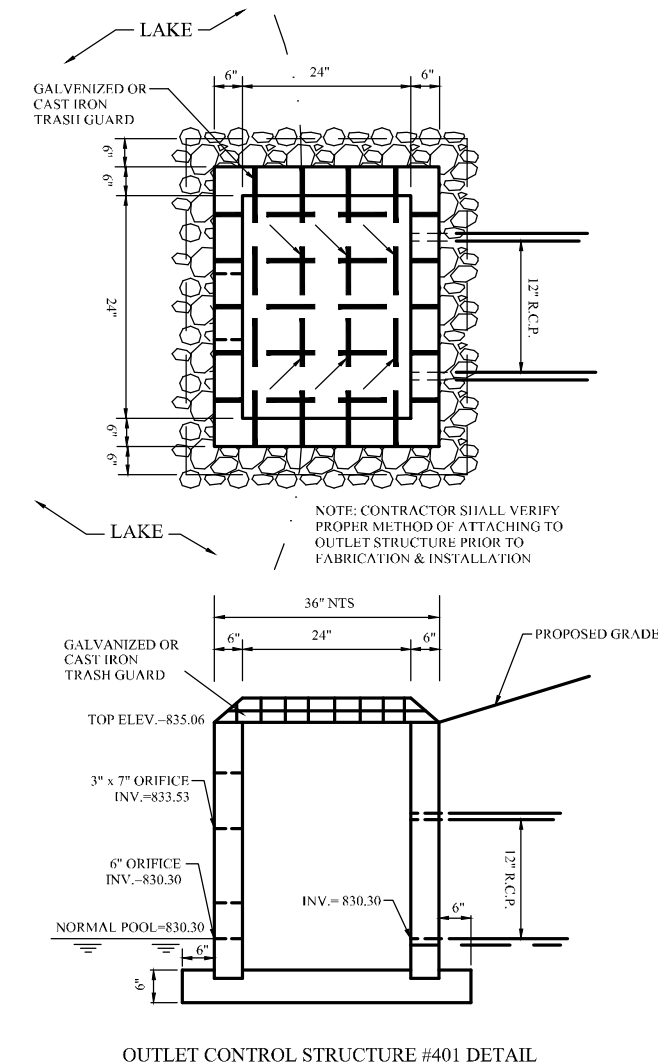 LAKE
6"
24"
6"
GALVENIZED OR
CAST IRON
TRASH GUARD
6"
6"
24"
12" R.C.P.
6"
6"
NOTE: CONTRACTOR SHALL VERIFY
PROPER METHOD OF ATTACHING TO
OUTLET STRUCTURE PRIOR TO
FABRICATION & INSTALLATION
LAKE
36" NTS
6"
24"
6"
PROPOSED GRADE
GALVANIZED OR
CAST IRON
TRASH GUARD
TOP ELEV.=835.06
3" x 7" ORIFICE
INV.=833.53
12" R.C.P.
6" ORIFICE
INV.=830.30
INV.= 830.30
6"
NORMAL POOL=830.30
6"
6"
OUTLET CONTROL STRUCTURE #401 DETAIL